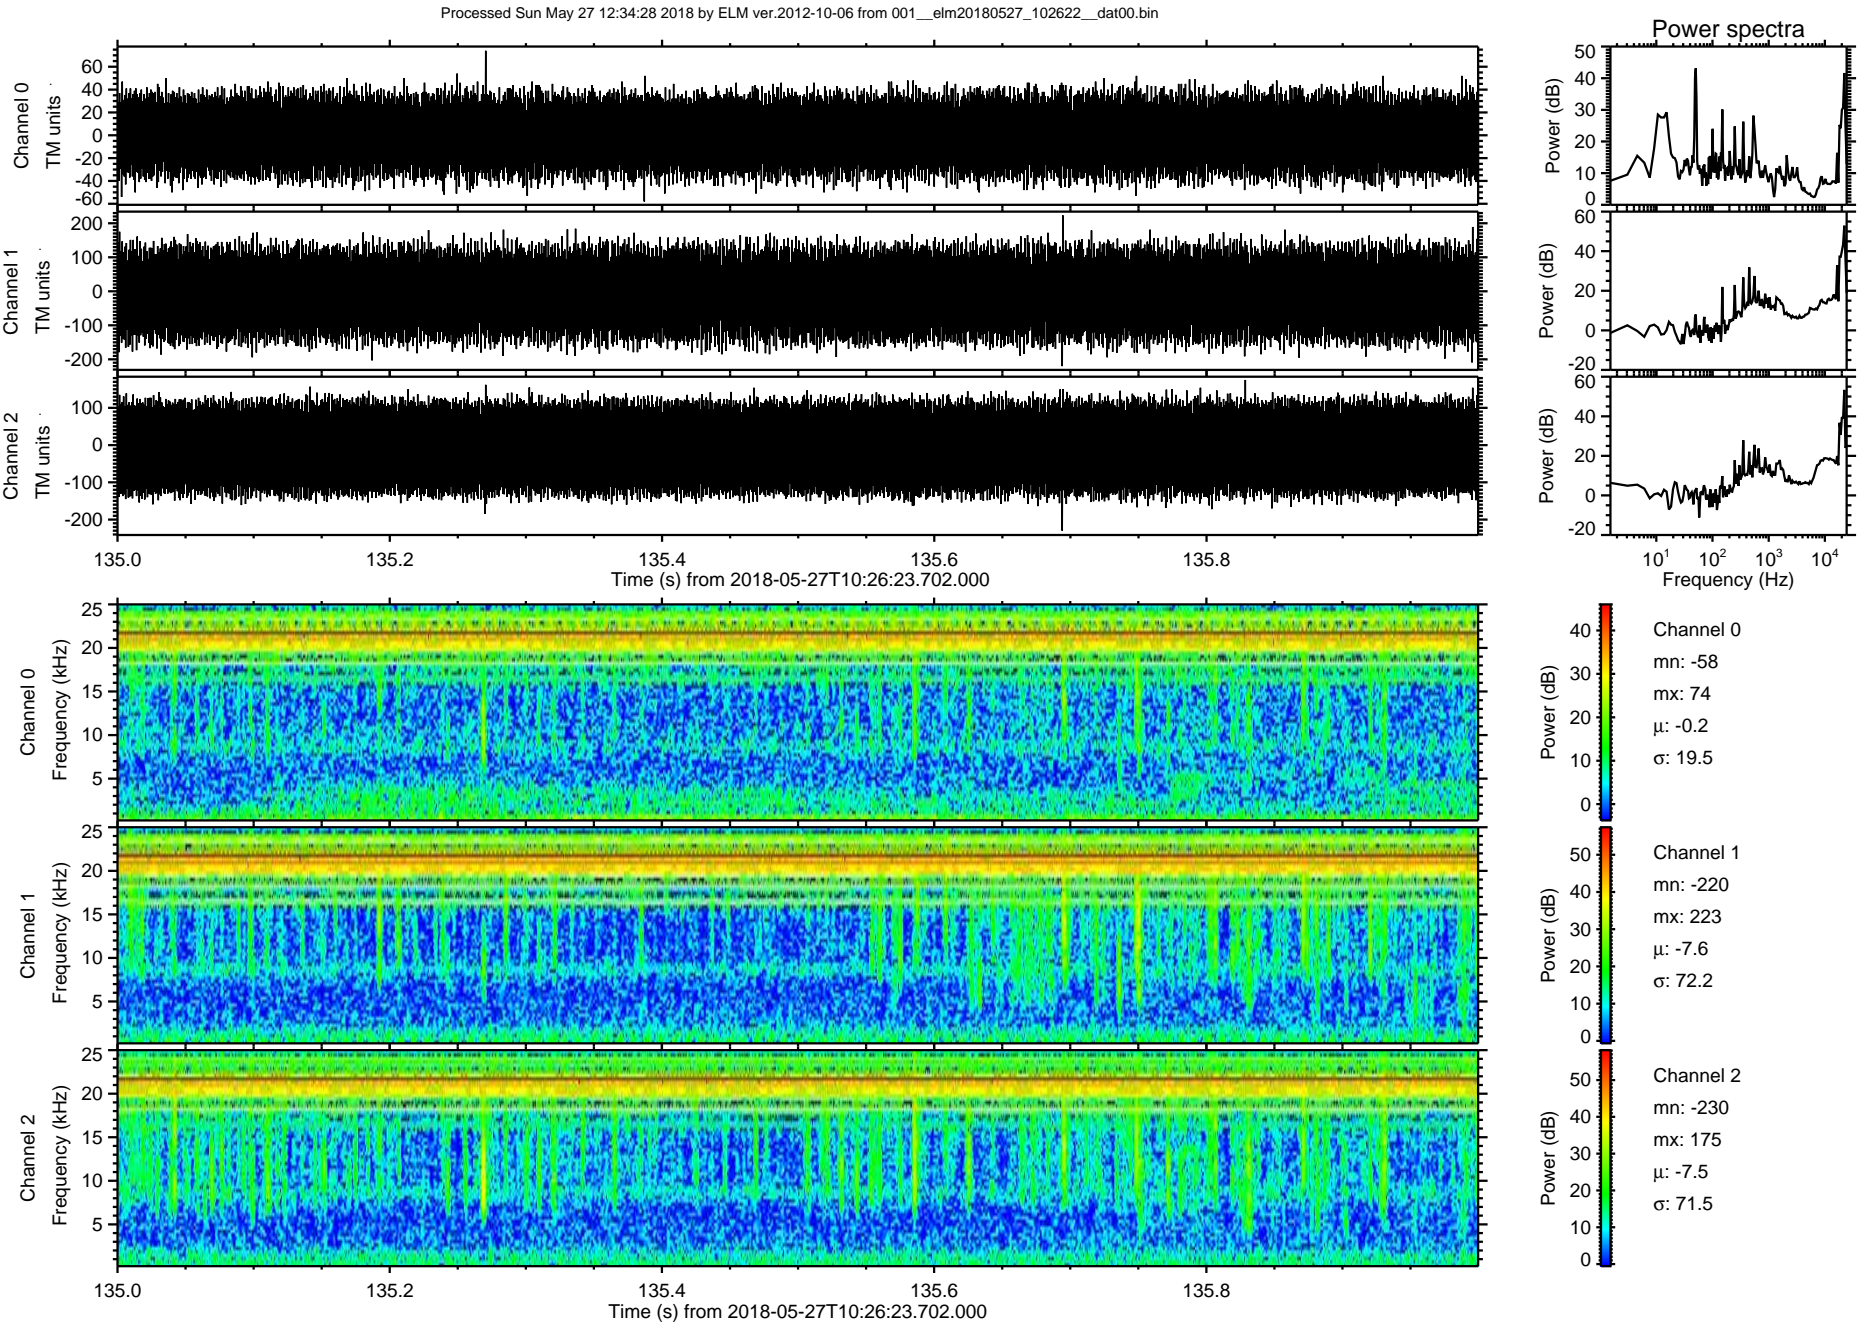 Processed Sun May 27 12:34:28 2018 by ELM ver.2012-10-06 from 001__elm20180527_102622__dat00.bin
Power spectra
Channel 0
TM units
60
40
20
0
-20
-40
-60
Power (dB)
50
40
30
20
10
0
Channel 1
TM units
200
100
0
-100
-200
Power (dB)
60
40
20
0
-20
Channel 2
TM units
100
0
-100
-200
Power (dB)
60
40
20
0
-20
135.0 135.2 135.4 135.6 135.8
Time (s) from 2018-05-27T10:26:23.702.000
10^1 10^2 10^3 10^4
Frequency (Hz)
Channel 0
Frequency (kHz)
25
20
15
10
5
Power (dB)
40
30
20
10
0
Channel 0
mn: -58
mx: 74
μ: -0.2
σ: 19.5
Channel 1
Frequency (kHz)
25
20
15
10
5
Power (dB)
50
40
30
20
10
0
Channel 1
mn: -220
mx: 223
μ: -7.6
σ: 72.2
Channel 2
Frequency (kHz)
25
20
15
10
5
Power (dB)
50
40
30
20
10
0
Channel 2
mn: -230
mx: 175
μ: -7.5
σ: 71.5
135.0 135.2 135.4 135.6 135.8
Time (s) from 2018-05-27T10:26:23.702.000